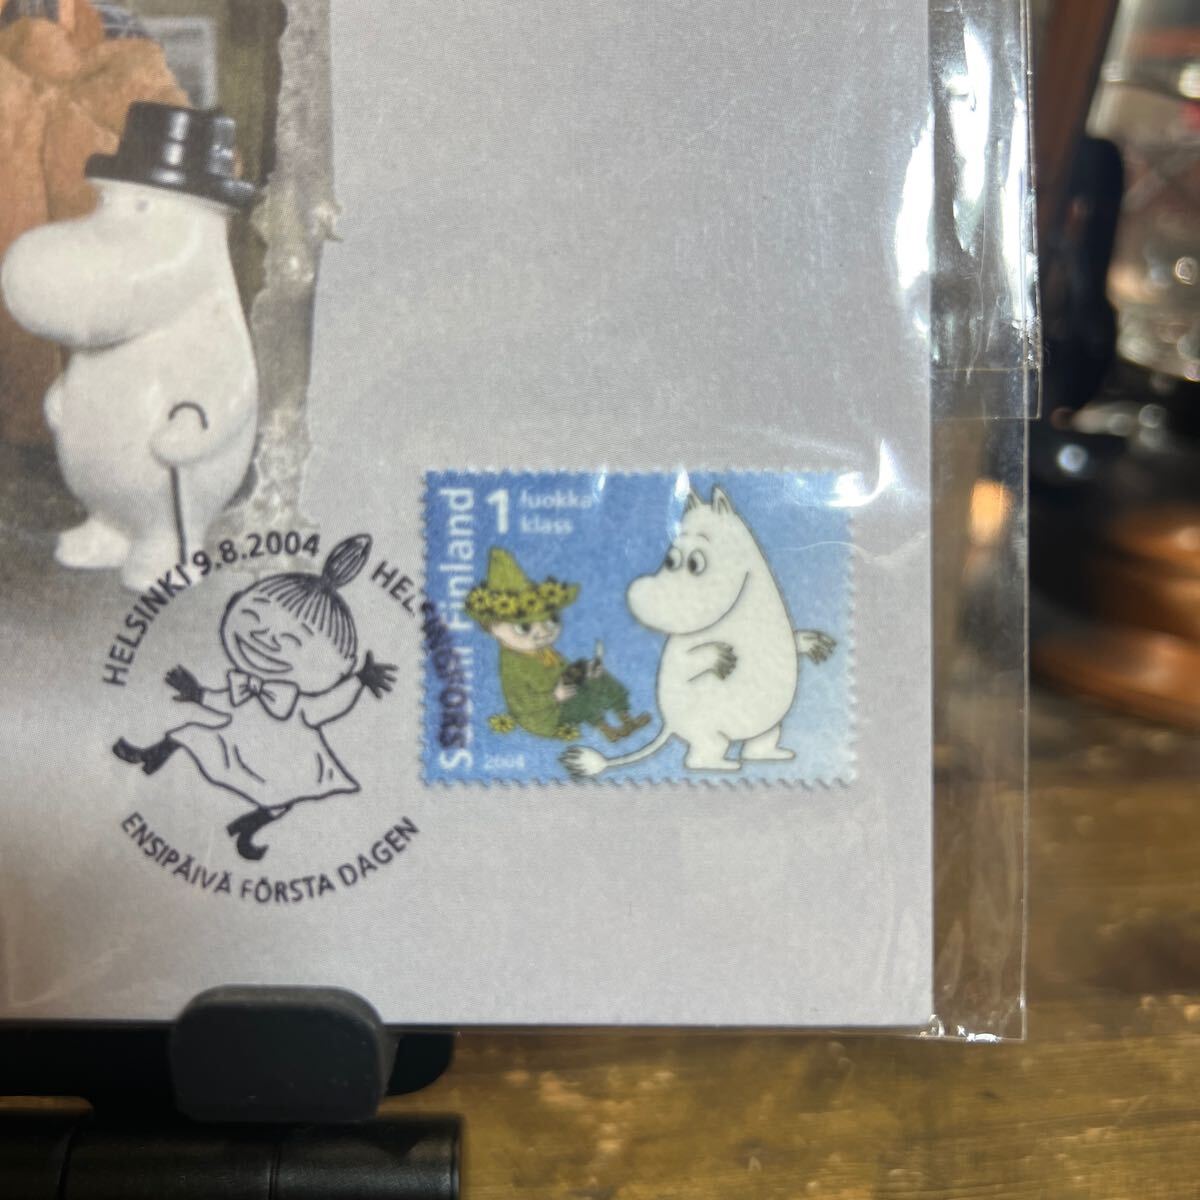 HELSINKI 9.8.2004 HELSINGFORS
ENSIPÄIVÄ FÖRSTA DAGEN
1 luokka
klass
Suomi Finland
2004